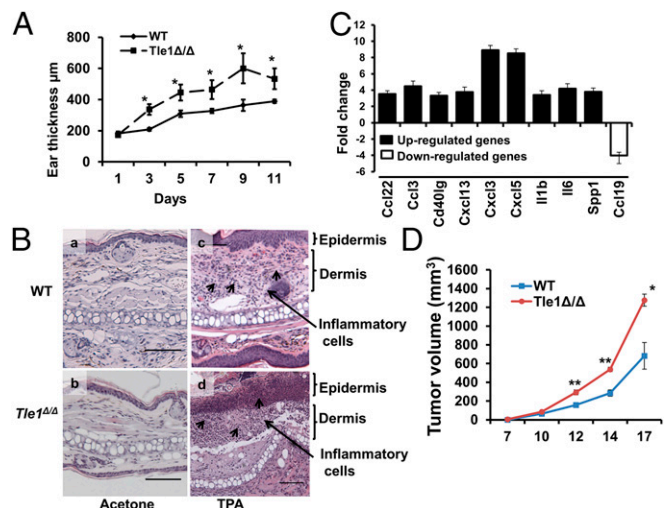 A
WT
Tle1Δ/Δ
Ear thickness µm
800
600
400
200
0
*
*
*
*
*
1 3 5 7 9 11
Days
C
Fold change
12
10
8
6
4
2
0
-2
-4
-6
Up-regulated genes
Down-regulated genes
Ccl22
Ccl3
Cd40lg
Cxcl13
Cxcl3
Cxcl5
Il1b
Il6
Spp1
Ccl19
B
WT
Tle1Δ/Δ
a
c
b
d
Epidermis
Dermis
Inflammatory
cells
Epidermis
Dermis
Inflammatory
cells
Acetone
TPA
D
Tumor volume (mm3)
1600
1400
1200
1000
800
600
400
200
0
WT
Tle1Δ/Δ
**
**
*
7 10 12 14 17